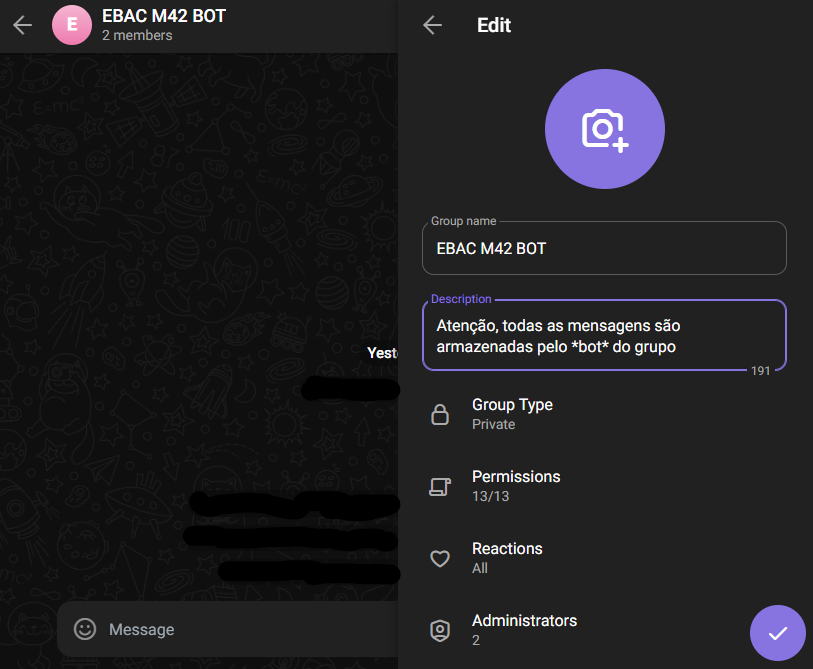 E
EBAC M42 BOT
2 members
Message
Edit
Group name
EBAC M42 BOT
Description
Atenção, todas as mensagens são
armazenadas pelo *bot* do grupo
191
Group Type
Private
Permissions
13/13
Reactions
All
Administrators
2